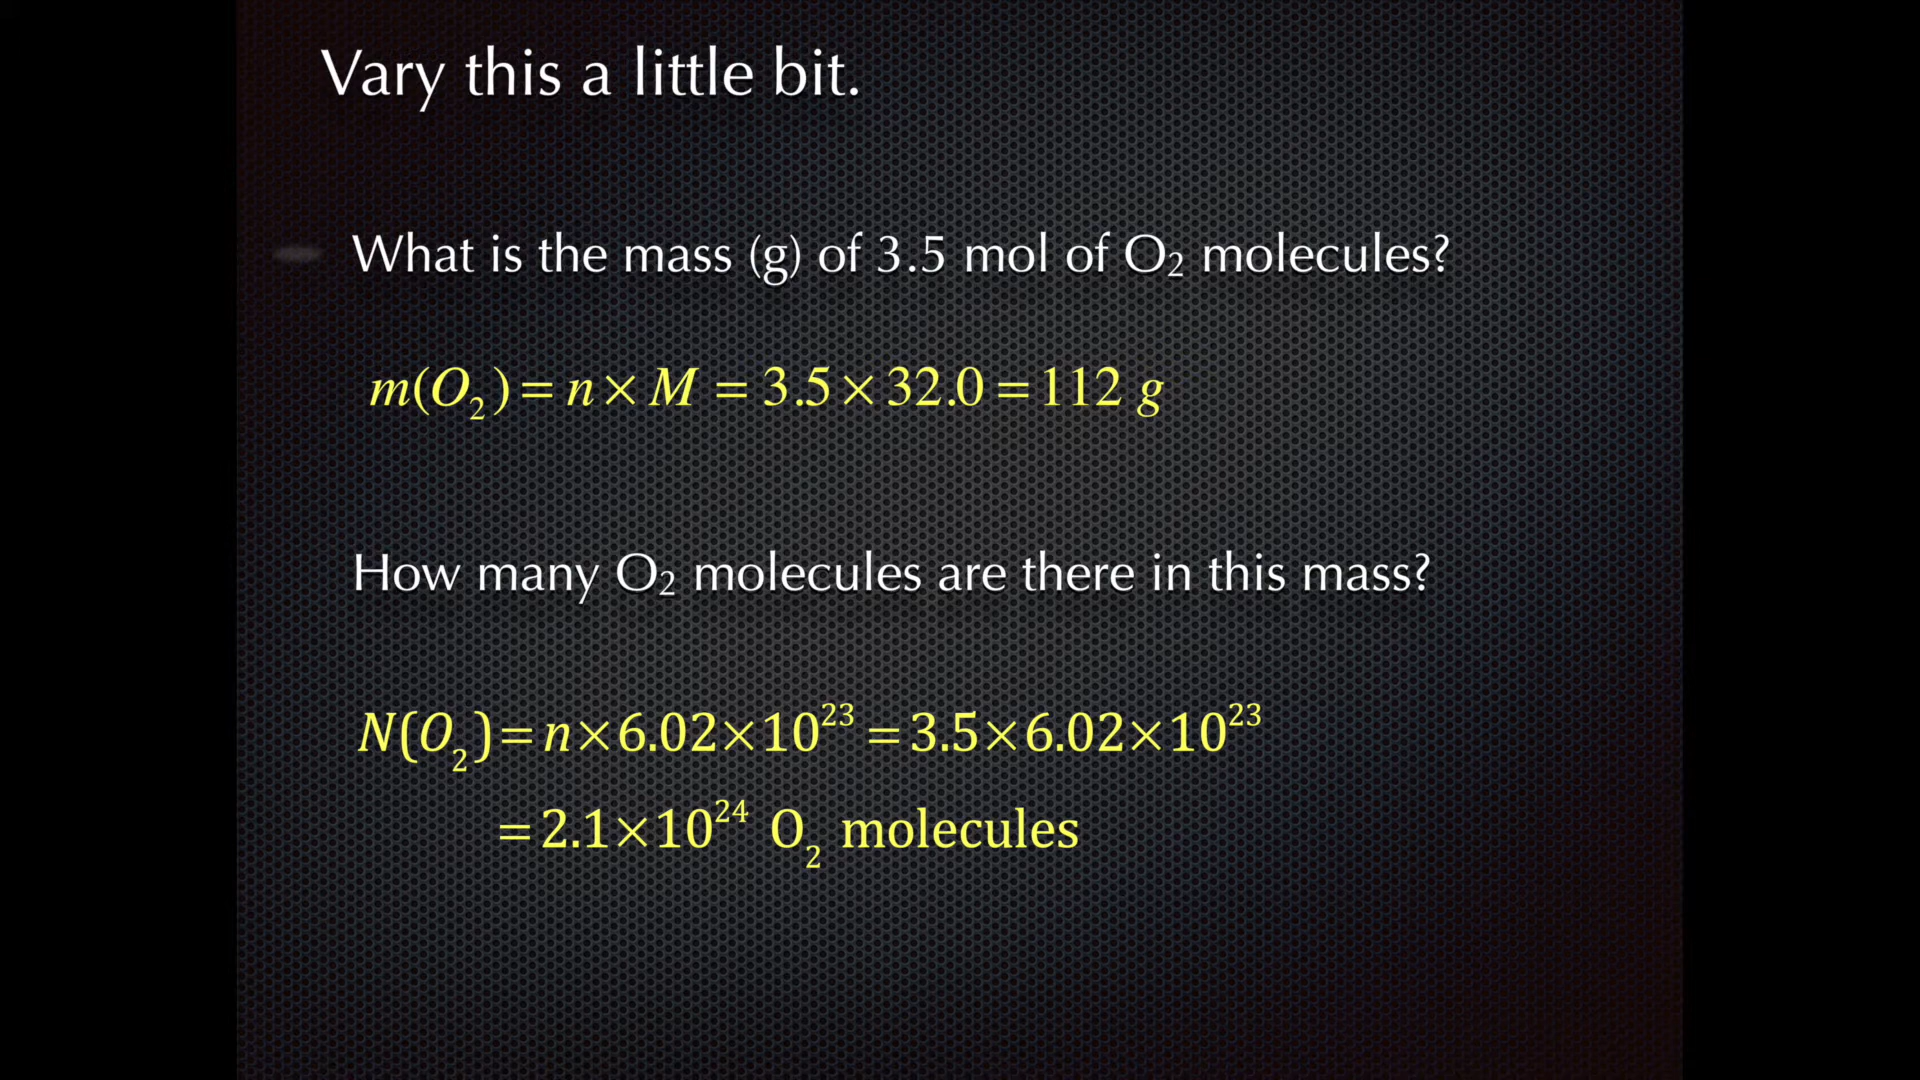 Vary this a little bit.
What is the mass (g) of 3.5 mol of O₂ molecules?
m(O₂) = n × M = 3.5 × 32.0 = 112 g
How many O₂ molecules are there in this mass?
N(O₂) = n × 6.02 × 10²³ = 3.5 × 6.02 × 10²³
= 2.1 × 10²⁴ O₂ molecules